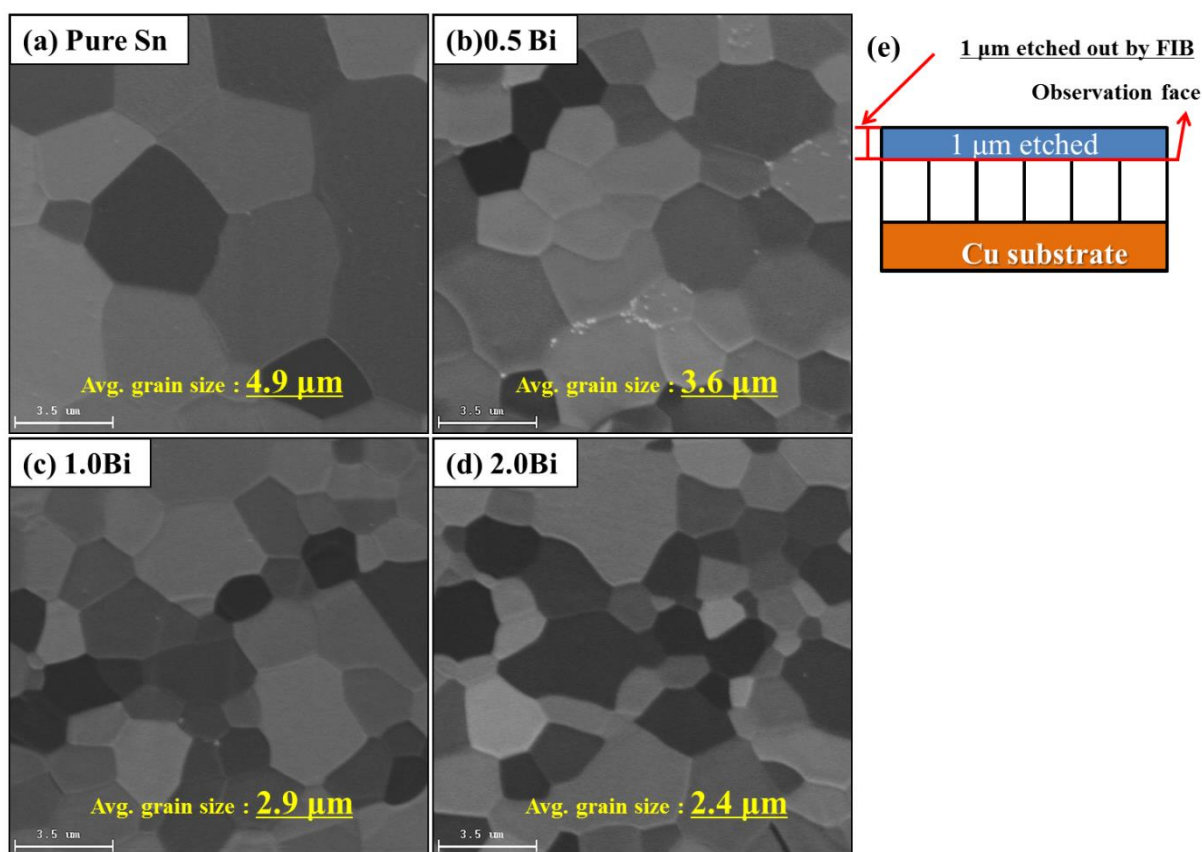 (a) Pure Sn
Avg. grain size : 4.9 µm
3.5 um
(b)0.5 Bi
Avg. grain size : 3.6 µm
3.5 um
(c) 1.0Bi
Avg. grain size : 2.9 µm
3.5 um
(d) 2.0Bi
Avg. grain size : 2.4 µm
3.5 um
(e)
1 µm etched out by FIB
Observation face
1 µm etched
Cu substrate